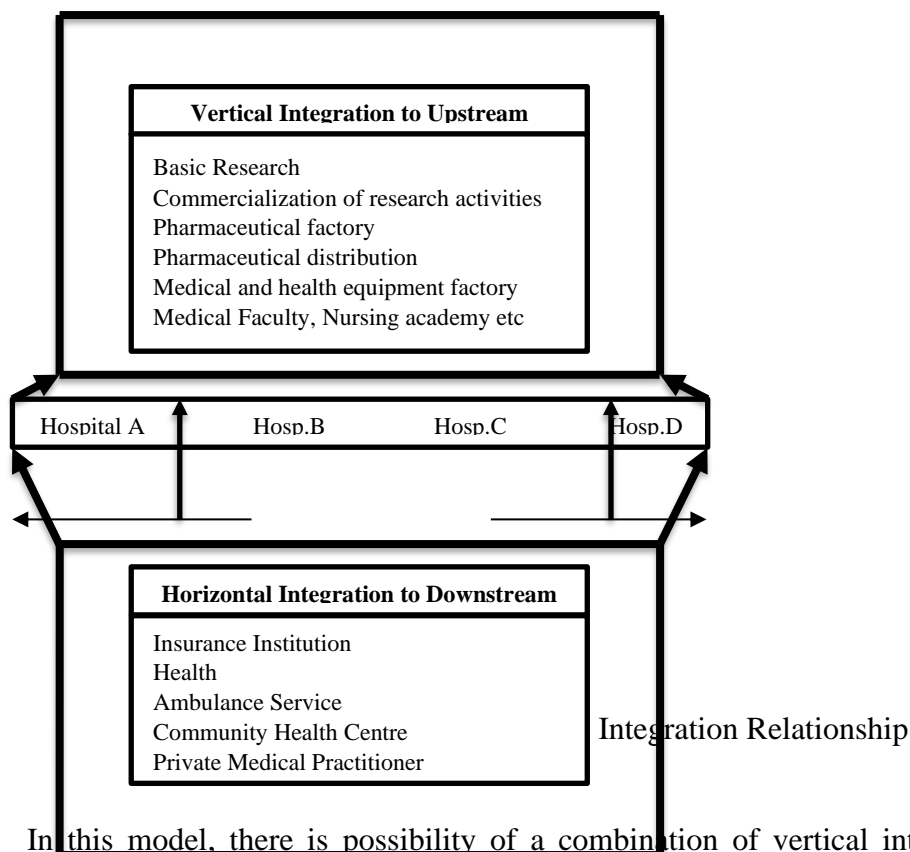 Vertical Integration to Upstream
Basic Research
Commercialization of research activities
Pharmaceutical factory
Pharmaceutical distribution
Medical and health equipment factory
Medical Faculty, Nursing academy etc
Hospital A Hosp.B Hosp.C Hosp.D
Horizontal Integration to Downstream
Insurance Institution
Health
Ambulance Service
Community Health Centre
Private Medical Practitioner
Integration Relationship
In this model, there is possibility of a combination of vertical